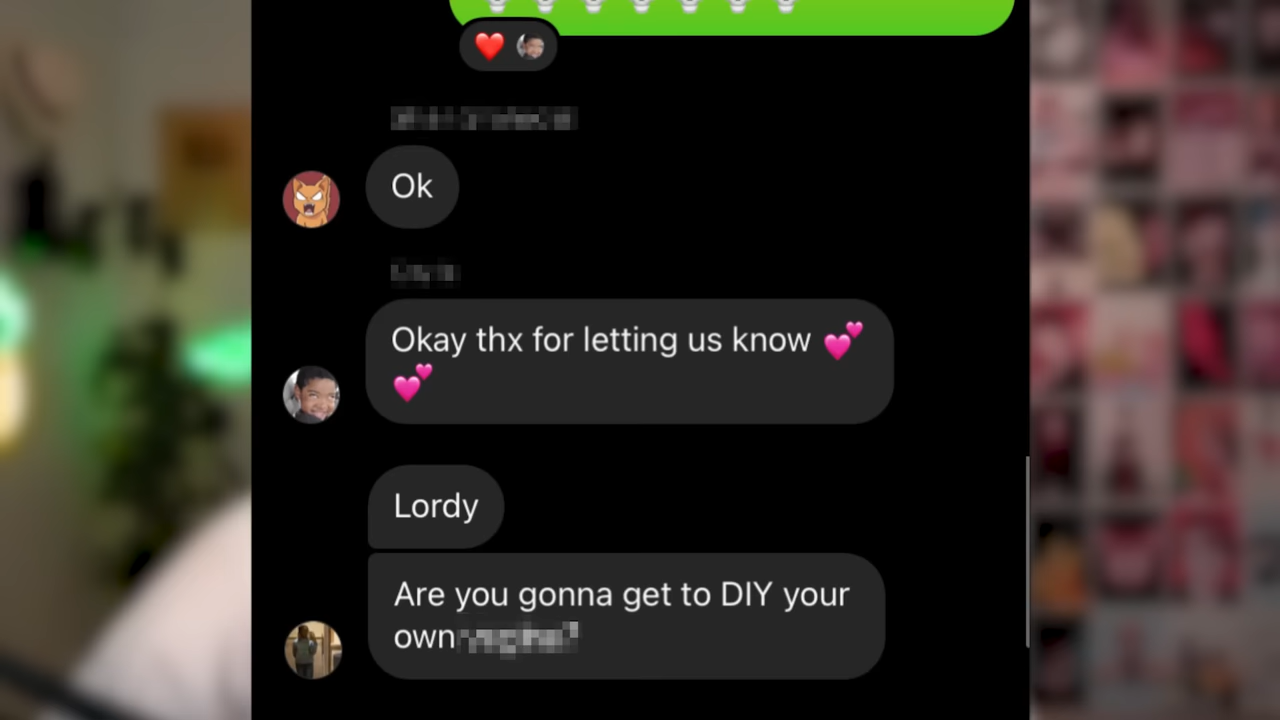 Ok
Okay thx for letting us know 💕
💕
Lordy
Are you gonna get to DIY your
own